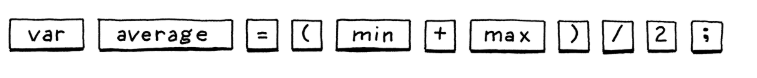 var average = ( min + max ) / 2 ;